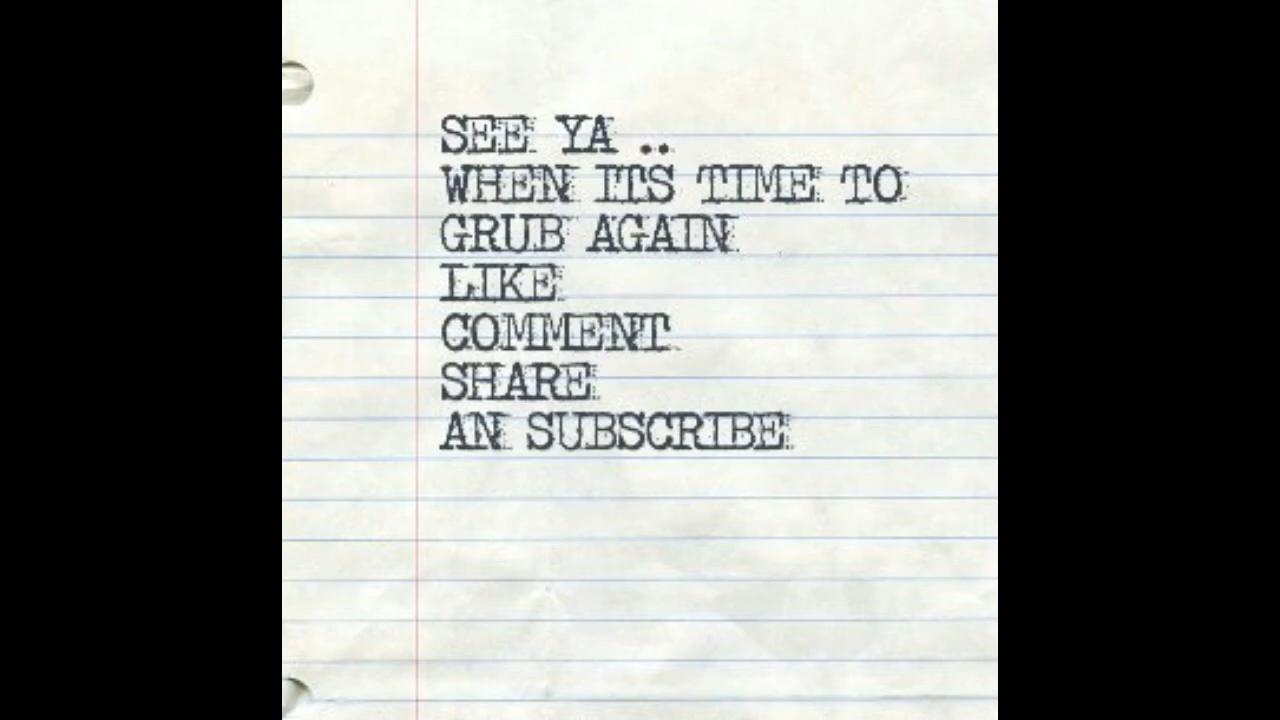 SEE YA ..
WHEN ITS TIME TO
GRUB AGAIN
LIKE
COMMENT
SHARE
AN SUBSCRIBE